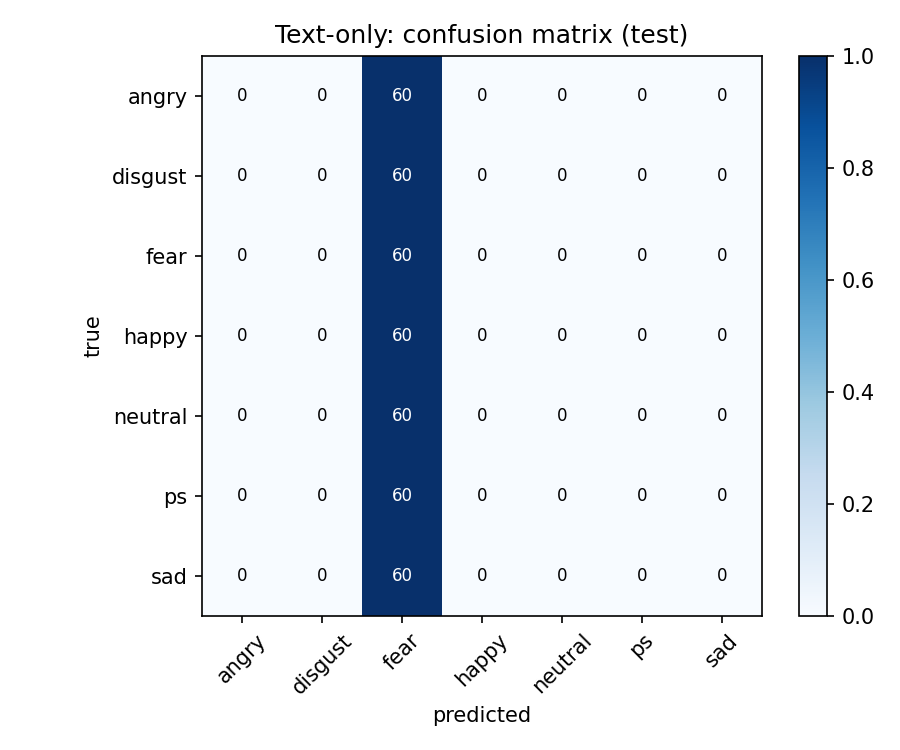 Text-only: confusion matrix (test)
angry 0 0 60 0 0 0 0
disgust 0 0 60 0 0 0 0
fear 0 0 60 0 0 0 0
happy 0 0 60 0 0 0 0
neutral 0 0 60 0 0 0 0
ps 0 0 60 0 0 0 0
sad 0 0 60 0 0 0 0
true
angry disgust fear happy neutral ps sad
predicted
1.0
0.8
0.6
0.4
0.2
0.0